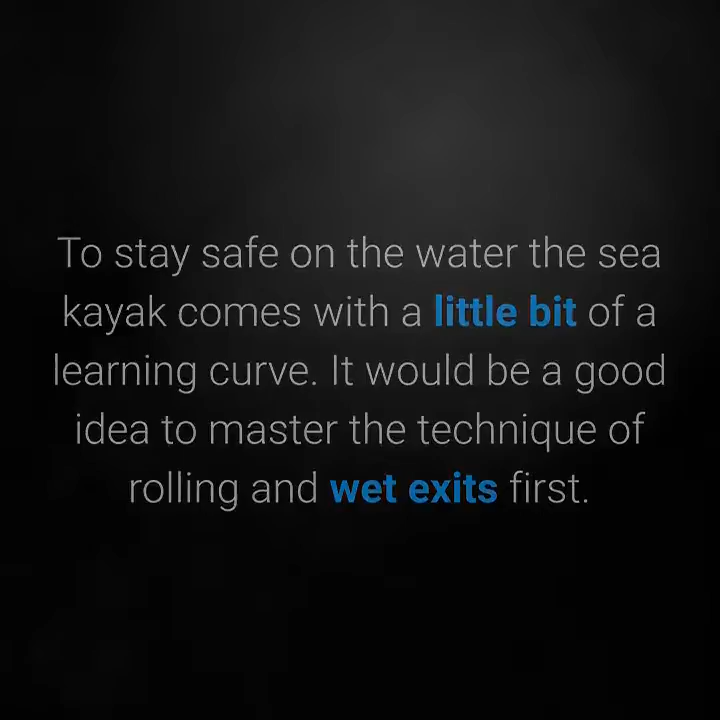 To stay safe on the water the sea
kayak comes with a little bit of a
learning curve. It would be a good
idea to master the technique of
rolling and wet exits first.